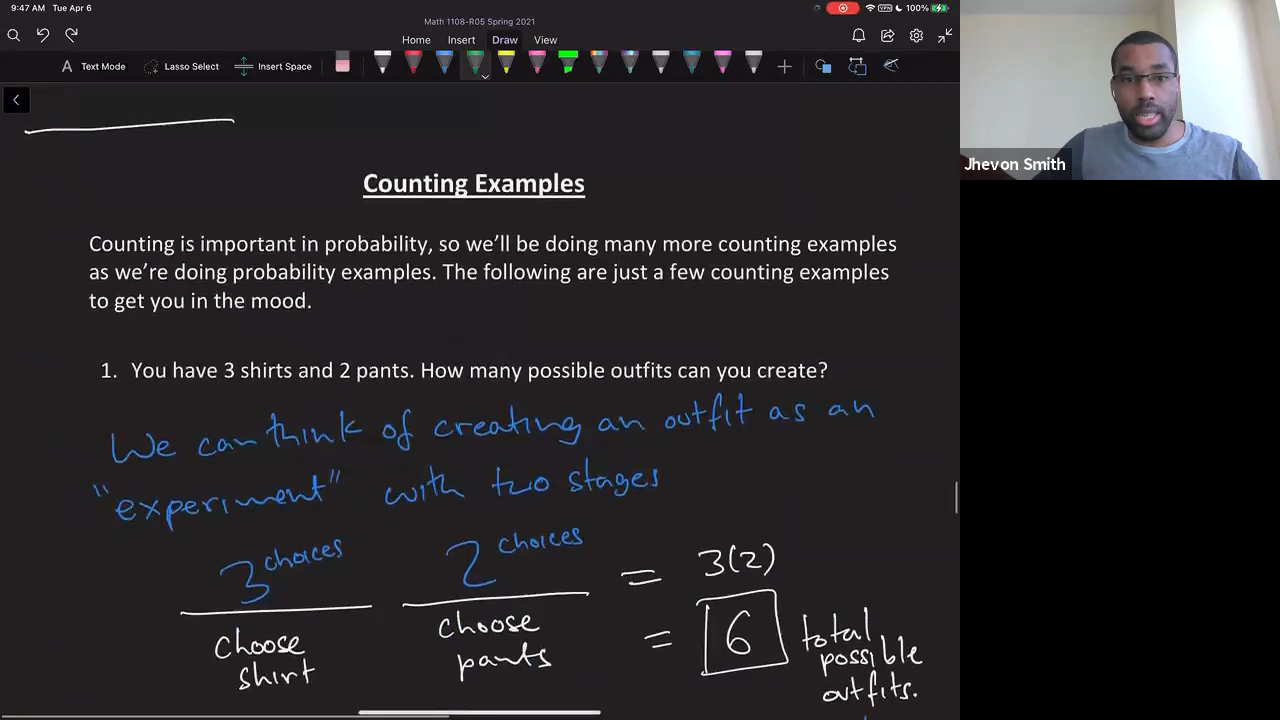 9:47 AM Tue Apr 6
VPN 100%
Math 1108-R05 Spring 2021
Home Insert Draw View
A Text Mode Lasso Select Insert Space
Jhevon Smith
Counting Examples
Counting is important in probability, so we'll be doing many more counting examples
as we're doing probability examples. The following are just a few counting examples
to get you in the mood.
1. You have 3 shirts and 2 pants. How many possible outfits can you create?
We can think of creating an outfit as an
"experiment" with two stages
3 choices 2 choices = 3(2)
choose shirt choose pants = 6 total possible outfits.